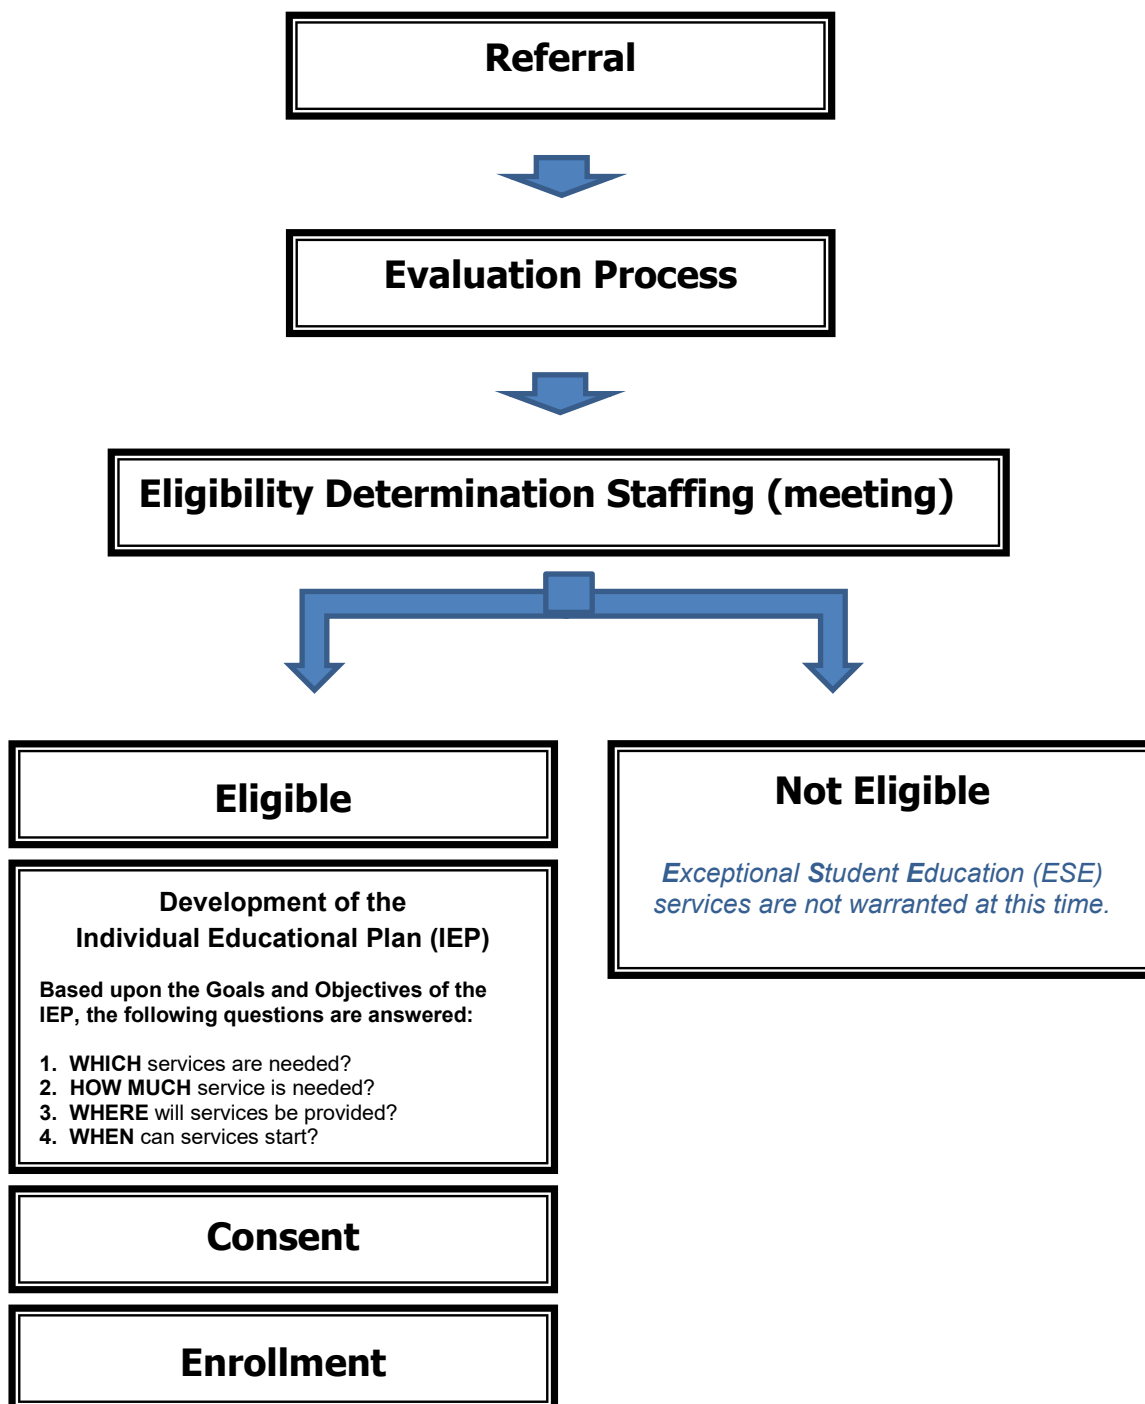 Referral
Evaluation Process
Eligibility Determination Staffing (meeting)
Eligible
Development of the
Individual Educational Plan (IEP)
Based upon the Goals and Objectives of the
IEP, the following questions are answered:
1. WHICH services are needed?
2. HOW MUCH service is needed?
3. WHERE will services be provided?
4. WHEN can services start?
Consent
Enrollment
Not Eligible
Exceptional Student Education (ESE)
services are not warranted at this time.